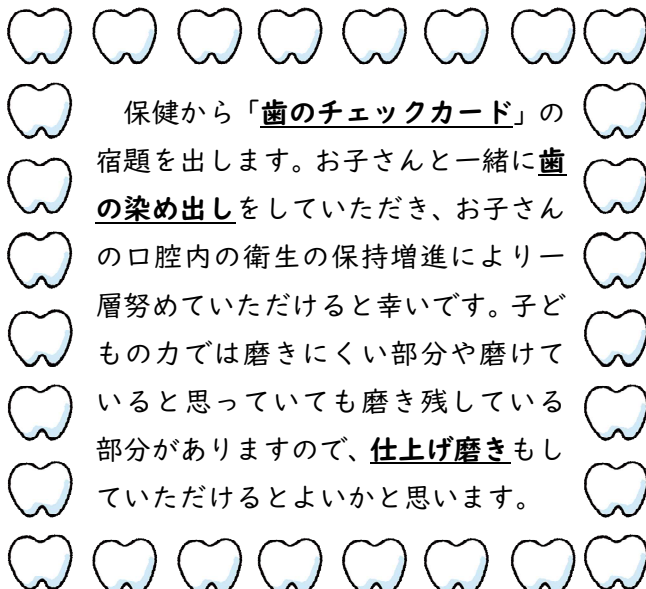 保健から「歯のチェックカード」の
宿題を出します。お子さんと一緒に歯
の染め出しをしていただき、お子さん
の口腔内の衛生の保持増進により一
層努めていただけると幸いです。子ど
もの力では磨きにくい部分や磨けて
いると思っていても磨き残している
部分がありますので、仕上げ磨きもし
ていただけるとよいかと思います。